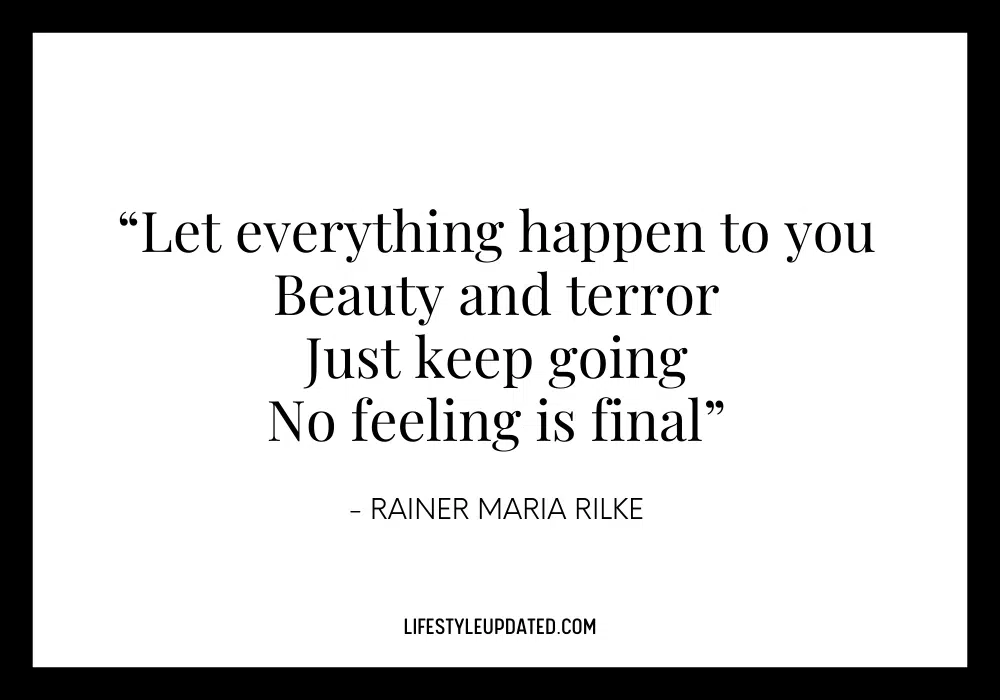 “Let everything happen to you
Beauty and terror
Just keep going
No feeling is final”
- RAINER MARIA RILKE
LIFESTYLEUPDATED.COM